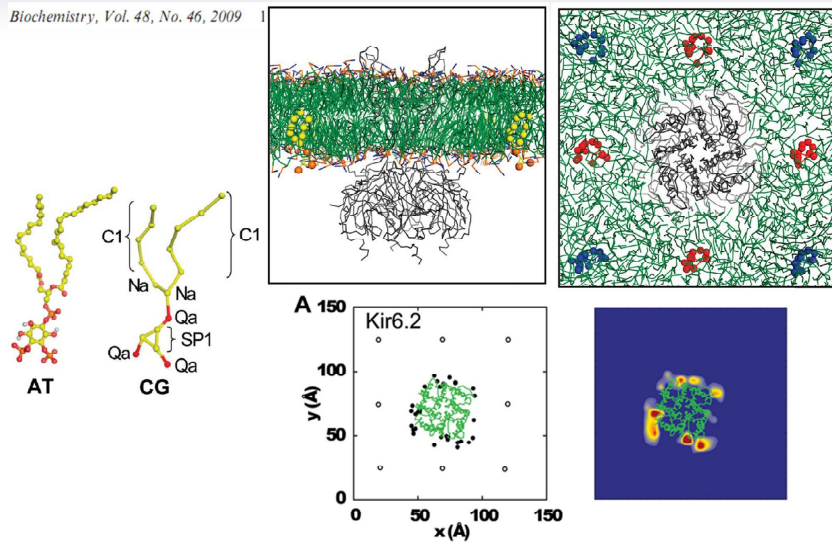 Biochemistry, Vol. 48, No. 46, 2009
C1
C1
Na
Na
Qa
SP1
Qa
Qa
AT
CG
A
Kir6.2
150
100
50
0
y (Å)
0
50
100
150
x (Å)